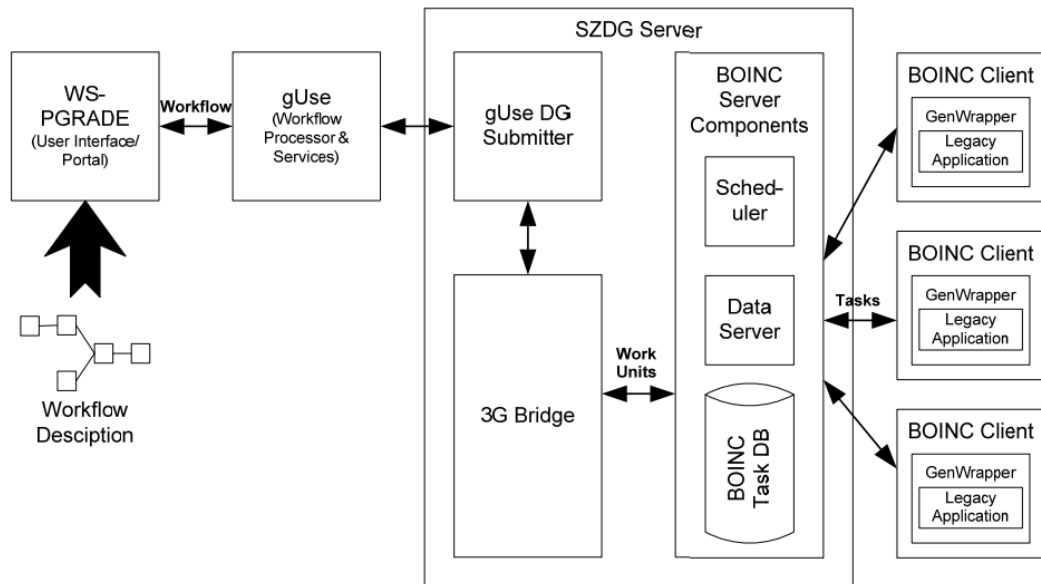 SZDG Server
WS-
PGRADE
(User Interface/
Portal)
Workflow
gUse
(Workflow
Processor &
Services)
gUse DG
Submitter
BOINC
Server
Components
Sched-
uler
Data
Server
BOINC
Task DB
3G Bridge
Work
Units
Tasks
BOINC Client
GenWrapper
Legacy
Application
BOINC Client
GenWrapper
Legacy
Application
BOINC Client
GenWrapper
Legacy
Application
Workflow
Desciption